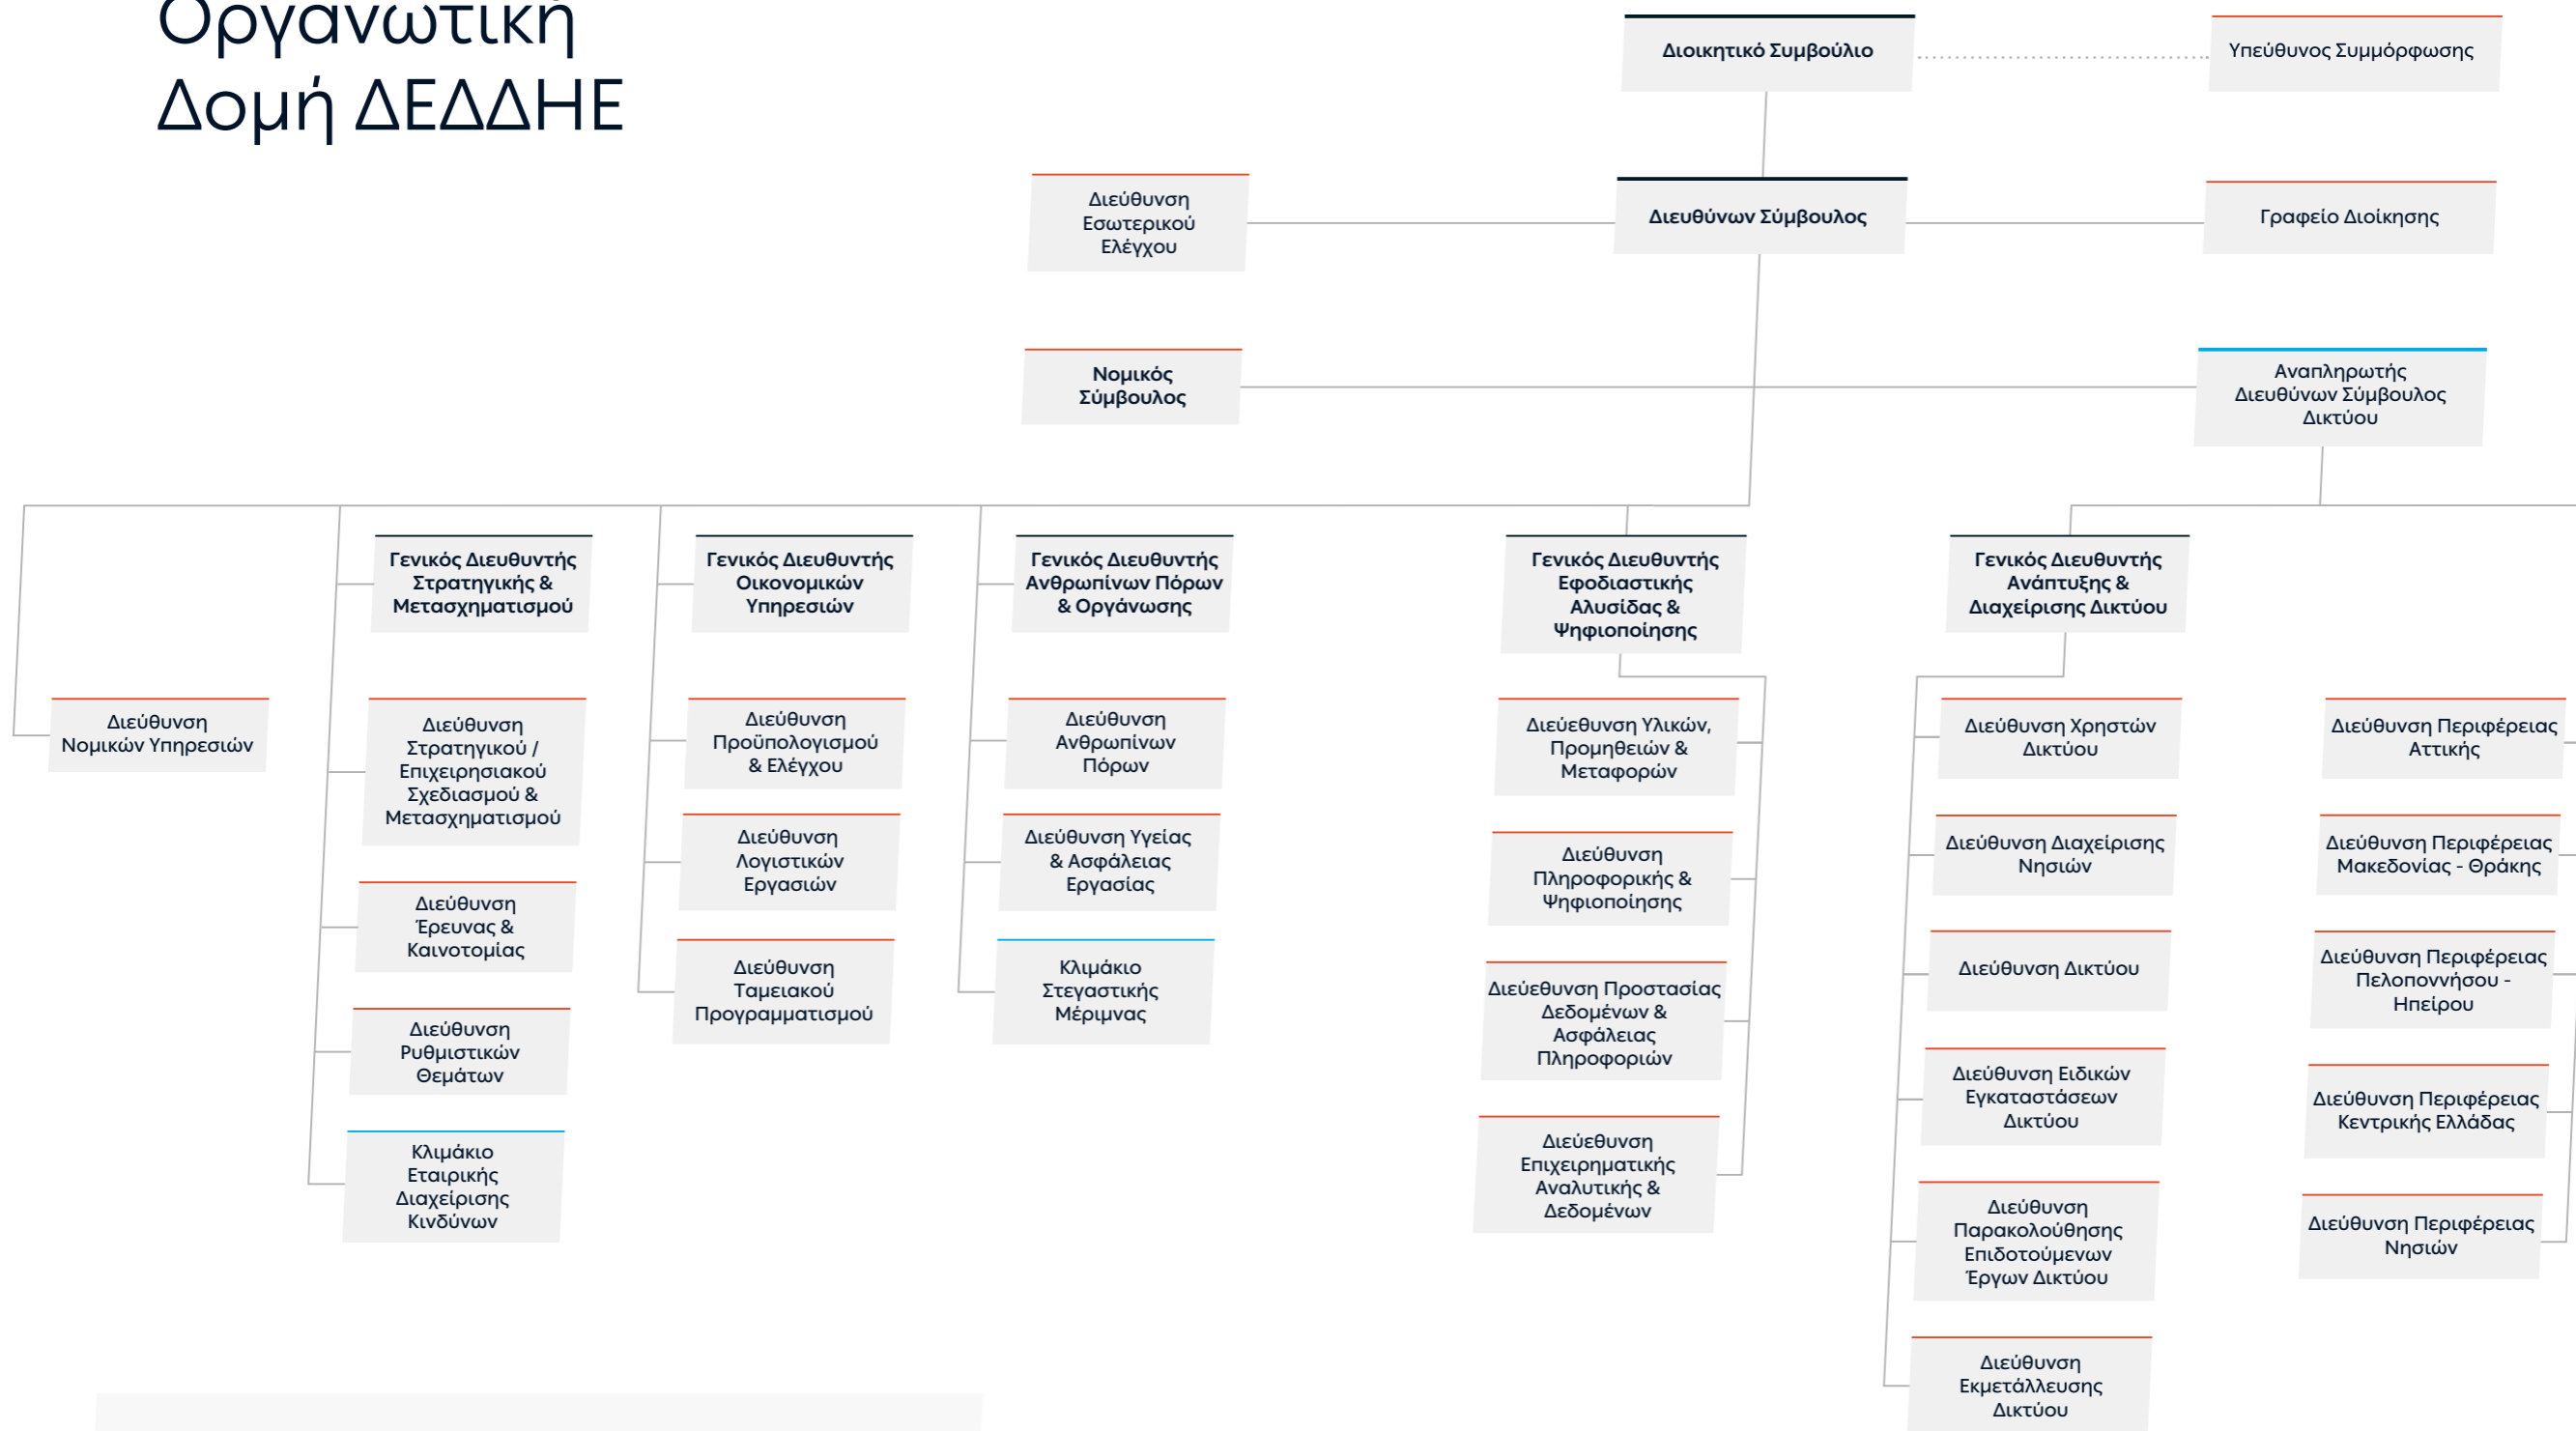 Οργανωτική
Δομή ΔΕΔΔΗΕ
Διοικητικό Συμβούλιο
Υπεύθυνος Συμμόρφωσης
Διεύθυνση
Εσωτερικού
Ελέγχου
Διευθύνων Σύμβουλος
Γραφείο Διοίκησης
Νομικός
Σύμβουλος
Αναπληρωτής
Διευθύνων Σύμβουλος
Δικτύου
Γενικός Διευθυντής
Στρατηγικής &
Μετασχηματισμού
Γενικός Διευθυντής
Οικονομικών
Υπηρεσιών
Γενικός Διευθυντής
Ανθρωπίνων Πόρων
& Οργάνωσης
Γενικός Διευθυντής
Εφοδιαστικής
Αλυσίδας &
Ψηφιοποίησης
Γενικός Διευθυντής
Ανάπτυξης &
Διαχείρισης Δικτύου
Διεύθυνση
Νομικών Υπηρεσιών
Διεύθυνση
Στρατηγικού /
Επιχειρησιακού
Σχεδιασμού &
Μετασχηματισμού
Διεύθυνση
Έρευνας &
Καινοτομίας
Διεύθυνση
Ρυθμιστικών
Θεμάτων
Κλιμάκιο
Εταιρικής
Διαχείρισης
Κινδύνων
Διεύθυνση
Προϋπολογισμού
& Ελέγχου
Διεύθυνση
Λογιστικών
Εργασιών
Διεύθυνση
Ταμειακού
Προγραμματισμού
Διεύθυνση
Ανθρωπίνων
Πόρων
Διεύθυνση Υγείας
& Ασφάλειας
Εργασίας
Κλιμάκιο
Στεγαστικής
Μέριμνας
Διεύεθυνση Υλικών,
Προμηθειών &
Μεταφορών
Διεύθυνση
Πληροφορικής &
Ψηφιοποίησης
Διεύεθυνση Προστασίας
Δεδομένων &
Ασφάλειας
Πληροφοριών
Διεύεθυνση
Επιχειρηματικής
Αναλυτικής &
Δεδομένων
Διεύθυνση Χρηστών
Δικτύου
Διεύθυνση Διαχείρισης
Νησιών
Διεύθυνση Δικτύου
Διεύθυνση Ειδικών
Εγκαταστάσεων
Δικτύου
Διεύθυνση
Παρακολούθησης
Επιδοτούμενων
Έργων Δικτύου
Διεύθυνση
Εκμετάλλευσης
Δικτύου
Διεύθυνση Περιφέρειας
Αττικής
Διεύθυνση Περιφέρειας
Μακεδονίας - Θράκης
Διεύθυνση Περιφέρειας
Πελοποννήσου -
Ηπείρου
Διεύθυνση Περιφέρειας
Κεντρικής Ελλάδας
Διεύθυνση Περιφέρειας
Νησιών